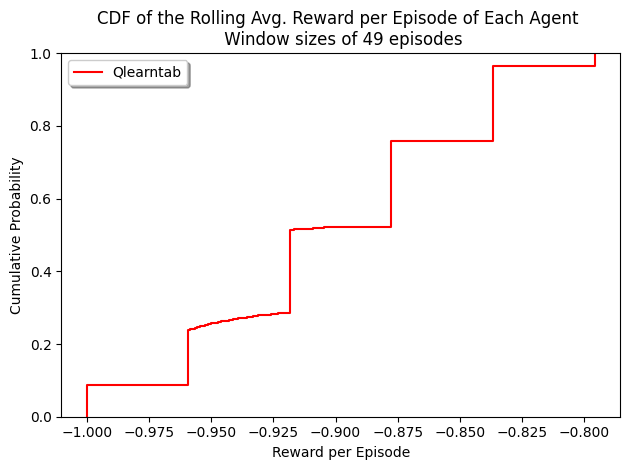 CDF of the Rolling Avg. Reward per Episode of Each Agent
Window sizes of 49 episodes
Qlearntab
Cumulative Probability
1.0
0.8
0.6
0.4
0.2
0.0
−1.000 −0.975 −0.950 −0.925 −0.900 −0.875 −0.850 −0.825 −0.800
Reward per Episode